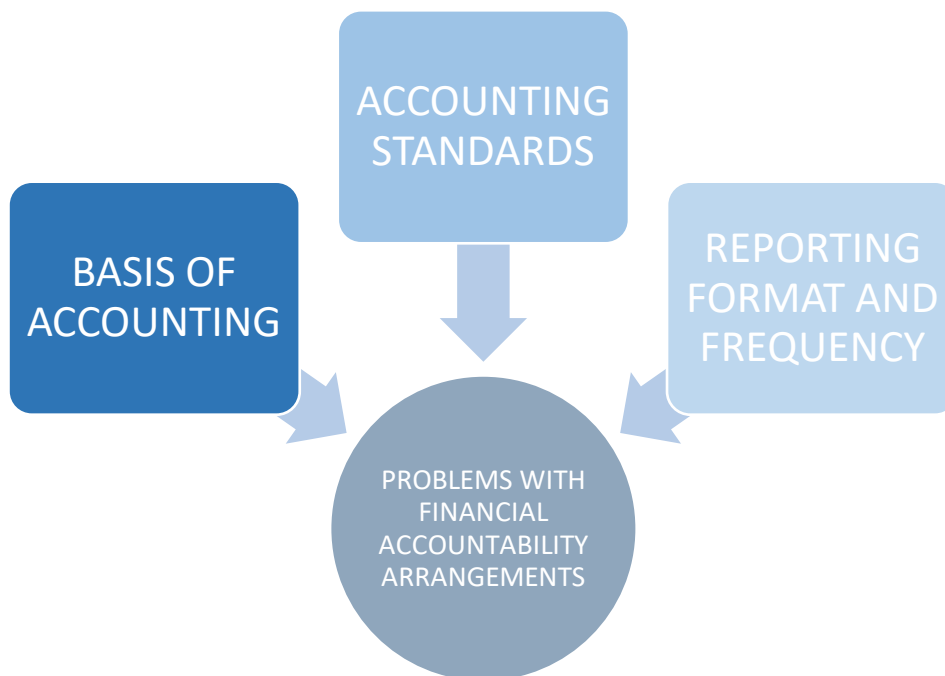 ACCOUNTING
STANDARDS
BASIS OF
ACCOUNTING
REPORTING
FORMAT AND
FREQUENCY
PROBLEMS WITH
FINANCIAL
ACCOUNTABILITY
ARRANGEMENTS